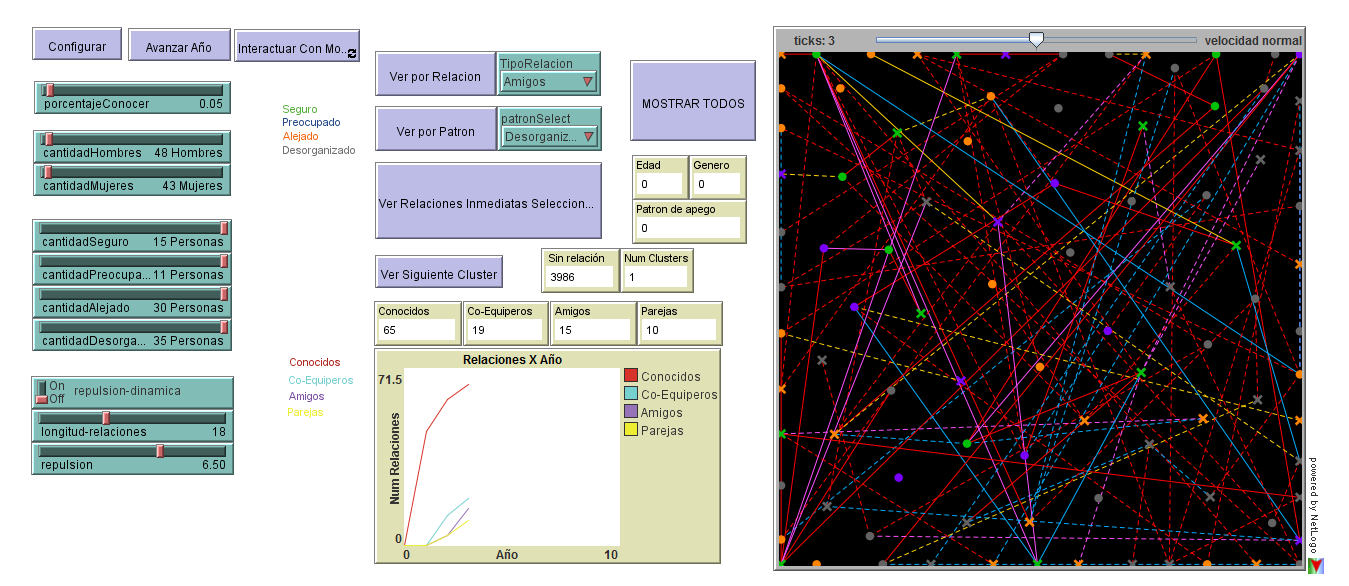 Configurar
Avanzar Año
Interactuar Con Mo...
porcentajeConocer 0.05
cantidadHombres 48 Hombres
cantidadMujeres 43 Mujeres
cantidadSeguro 15 Personas
cantidadPreocupa... 11 Personas
cantidadAlejado 30 Personas
cantidadDesorga... 35 Personas
On
Off
repulsion-dinamica
longitud-relaciones 18
repulsion 6.50
Seguro
Preocupado
Alejado
Desorganizado
Conocidos
Co-Equiperos
Amigos
Parejas
Ver por Relacion
TipoRelacion
Amigos
Ver por Patron
patronSelect
Desorganiz...
MOSTRAR TODOS
Ver Relaciones Inmediatas Seleccion...
Edad
0
Genero
0
Patron de apego
0
Ver Siguiente Cluster
Sin relación
3986
Num Clusters
1
Conocidos
65
Co-Equiperos
19
Amigos
15
Parejas
10
Relaciones X Año
71.5
Num Relaciones
0
0
Año
10
Conocidos
Co-Equiperos
Amigos
Parejas
ticks: 3
velocidad normal
powered by NetLogo